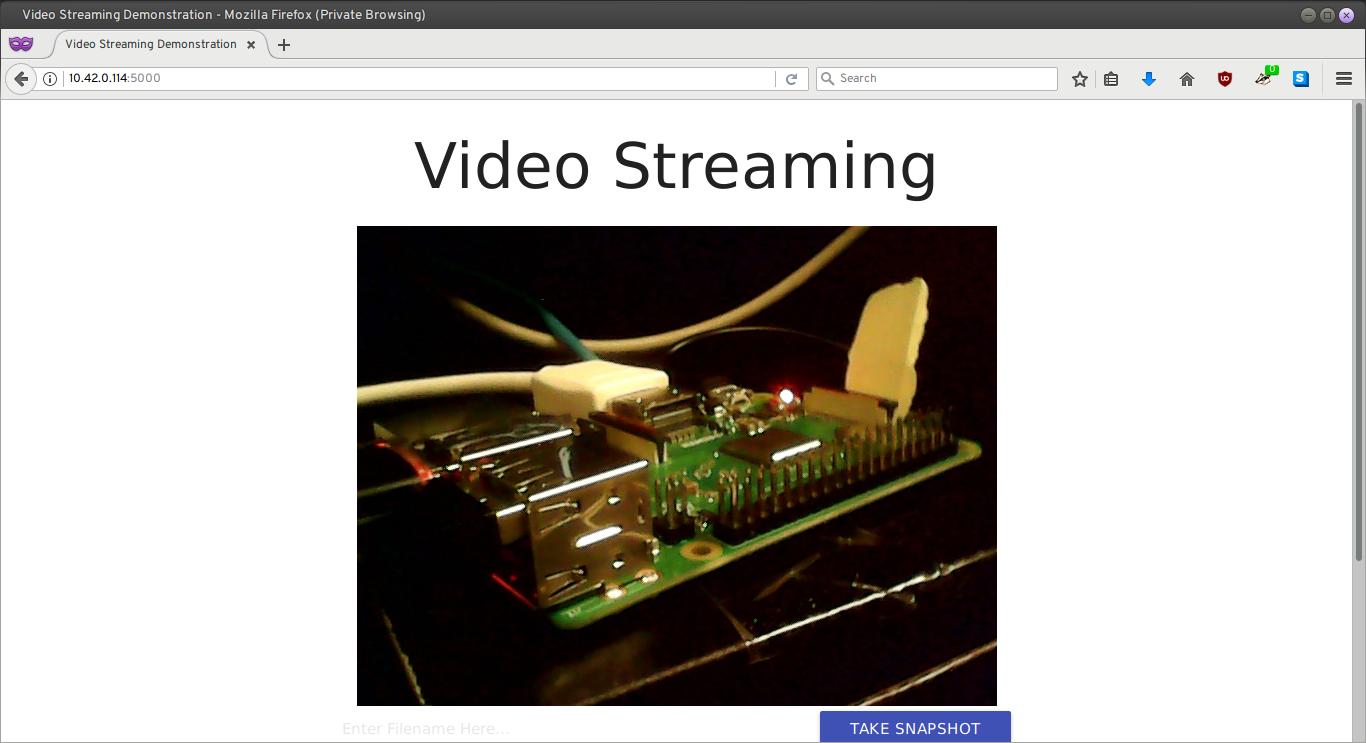 Video Streaming Demonstration - Mozilla Firefox (Private Browsing)
Video Streaming Demonstration
10.42.0.114:5000
Search
0
Video Streaming
Enter Filename Here...
TAKE SNAPSHOT